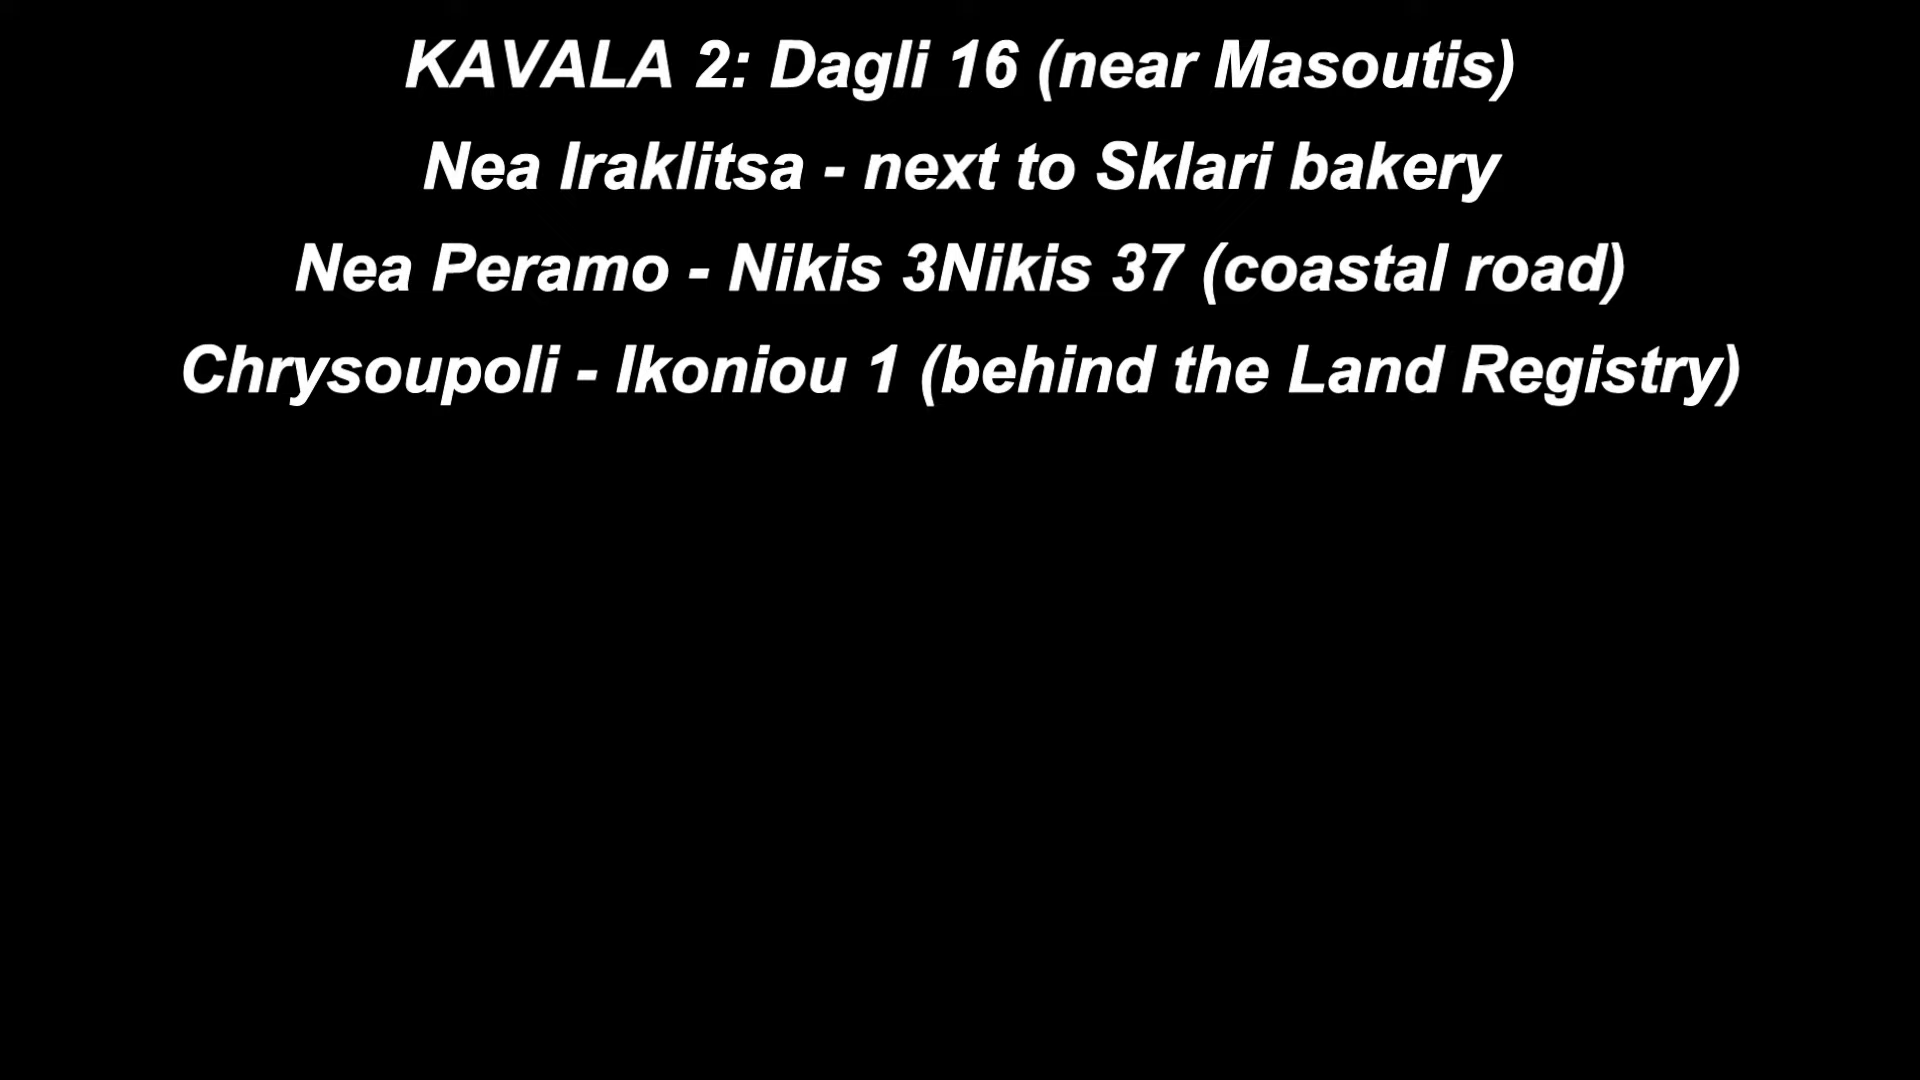 KAVALA 2: Dagli 16 (near Masoutis)
Nea Iraklitsa - next to Sklari bakery
Nea Peramo - Nikis 3Nikis 37 (coastal road)
Chrysoupoli - Ikoniou 1 (behind the Land Registry)